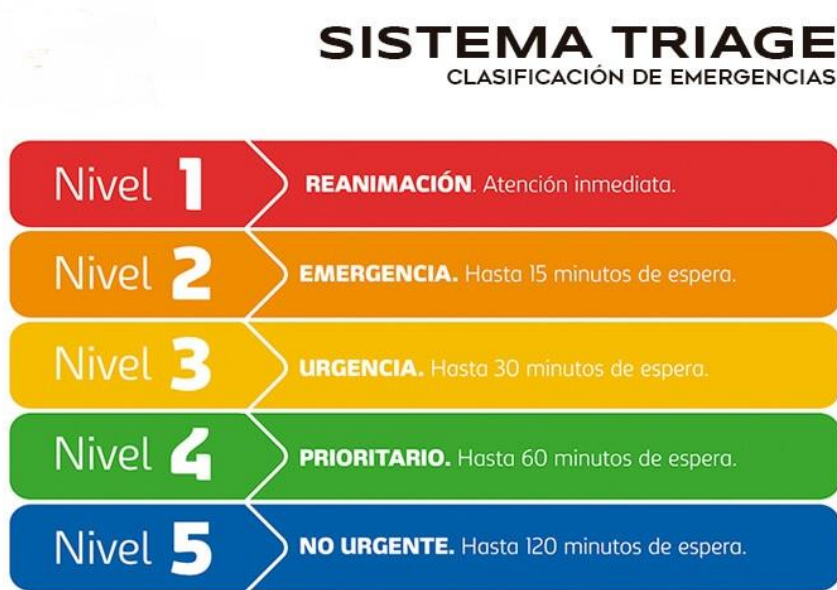 SISTEMA TRIAGE
CLASIFICACIÓN DE EMERGENCIAS
Nivel 1 REANIMACIÓN. Atención inmediata.
Nivel 2 EMERGENCIA. Hasta 15 minutos de espera.
Nivel 3 URGENCIA. Hasta 30 minutos de espera.
Nivel 4 PRIORITARIO. Hasta 60 minutos de espera.
Nivel 5 NO URGENTE. Hasta 120 minutos de espera.